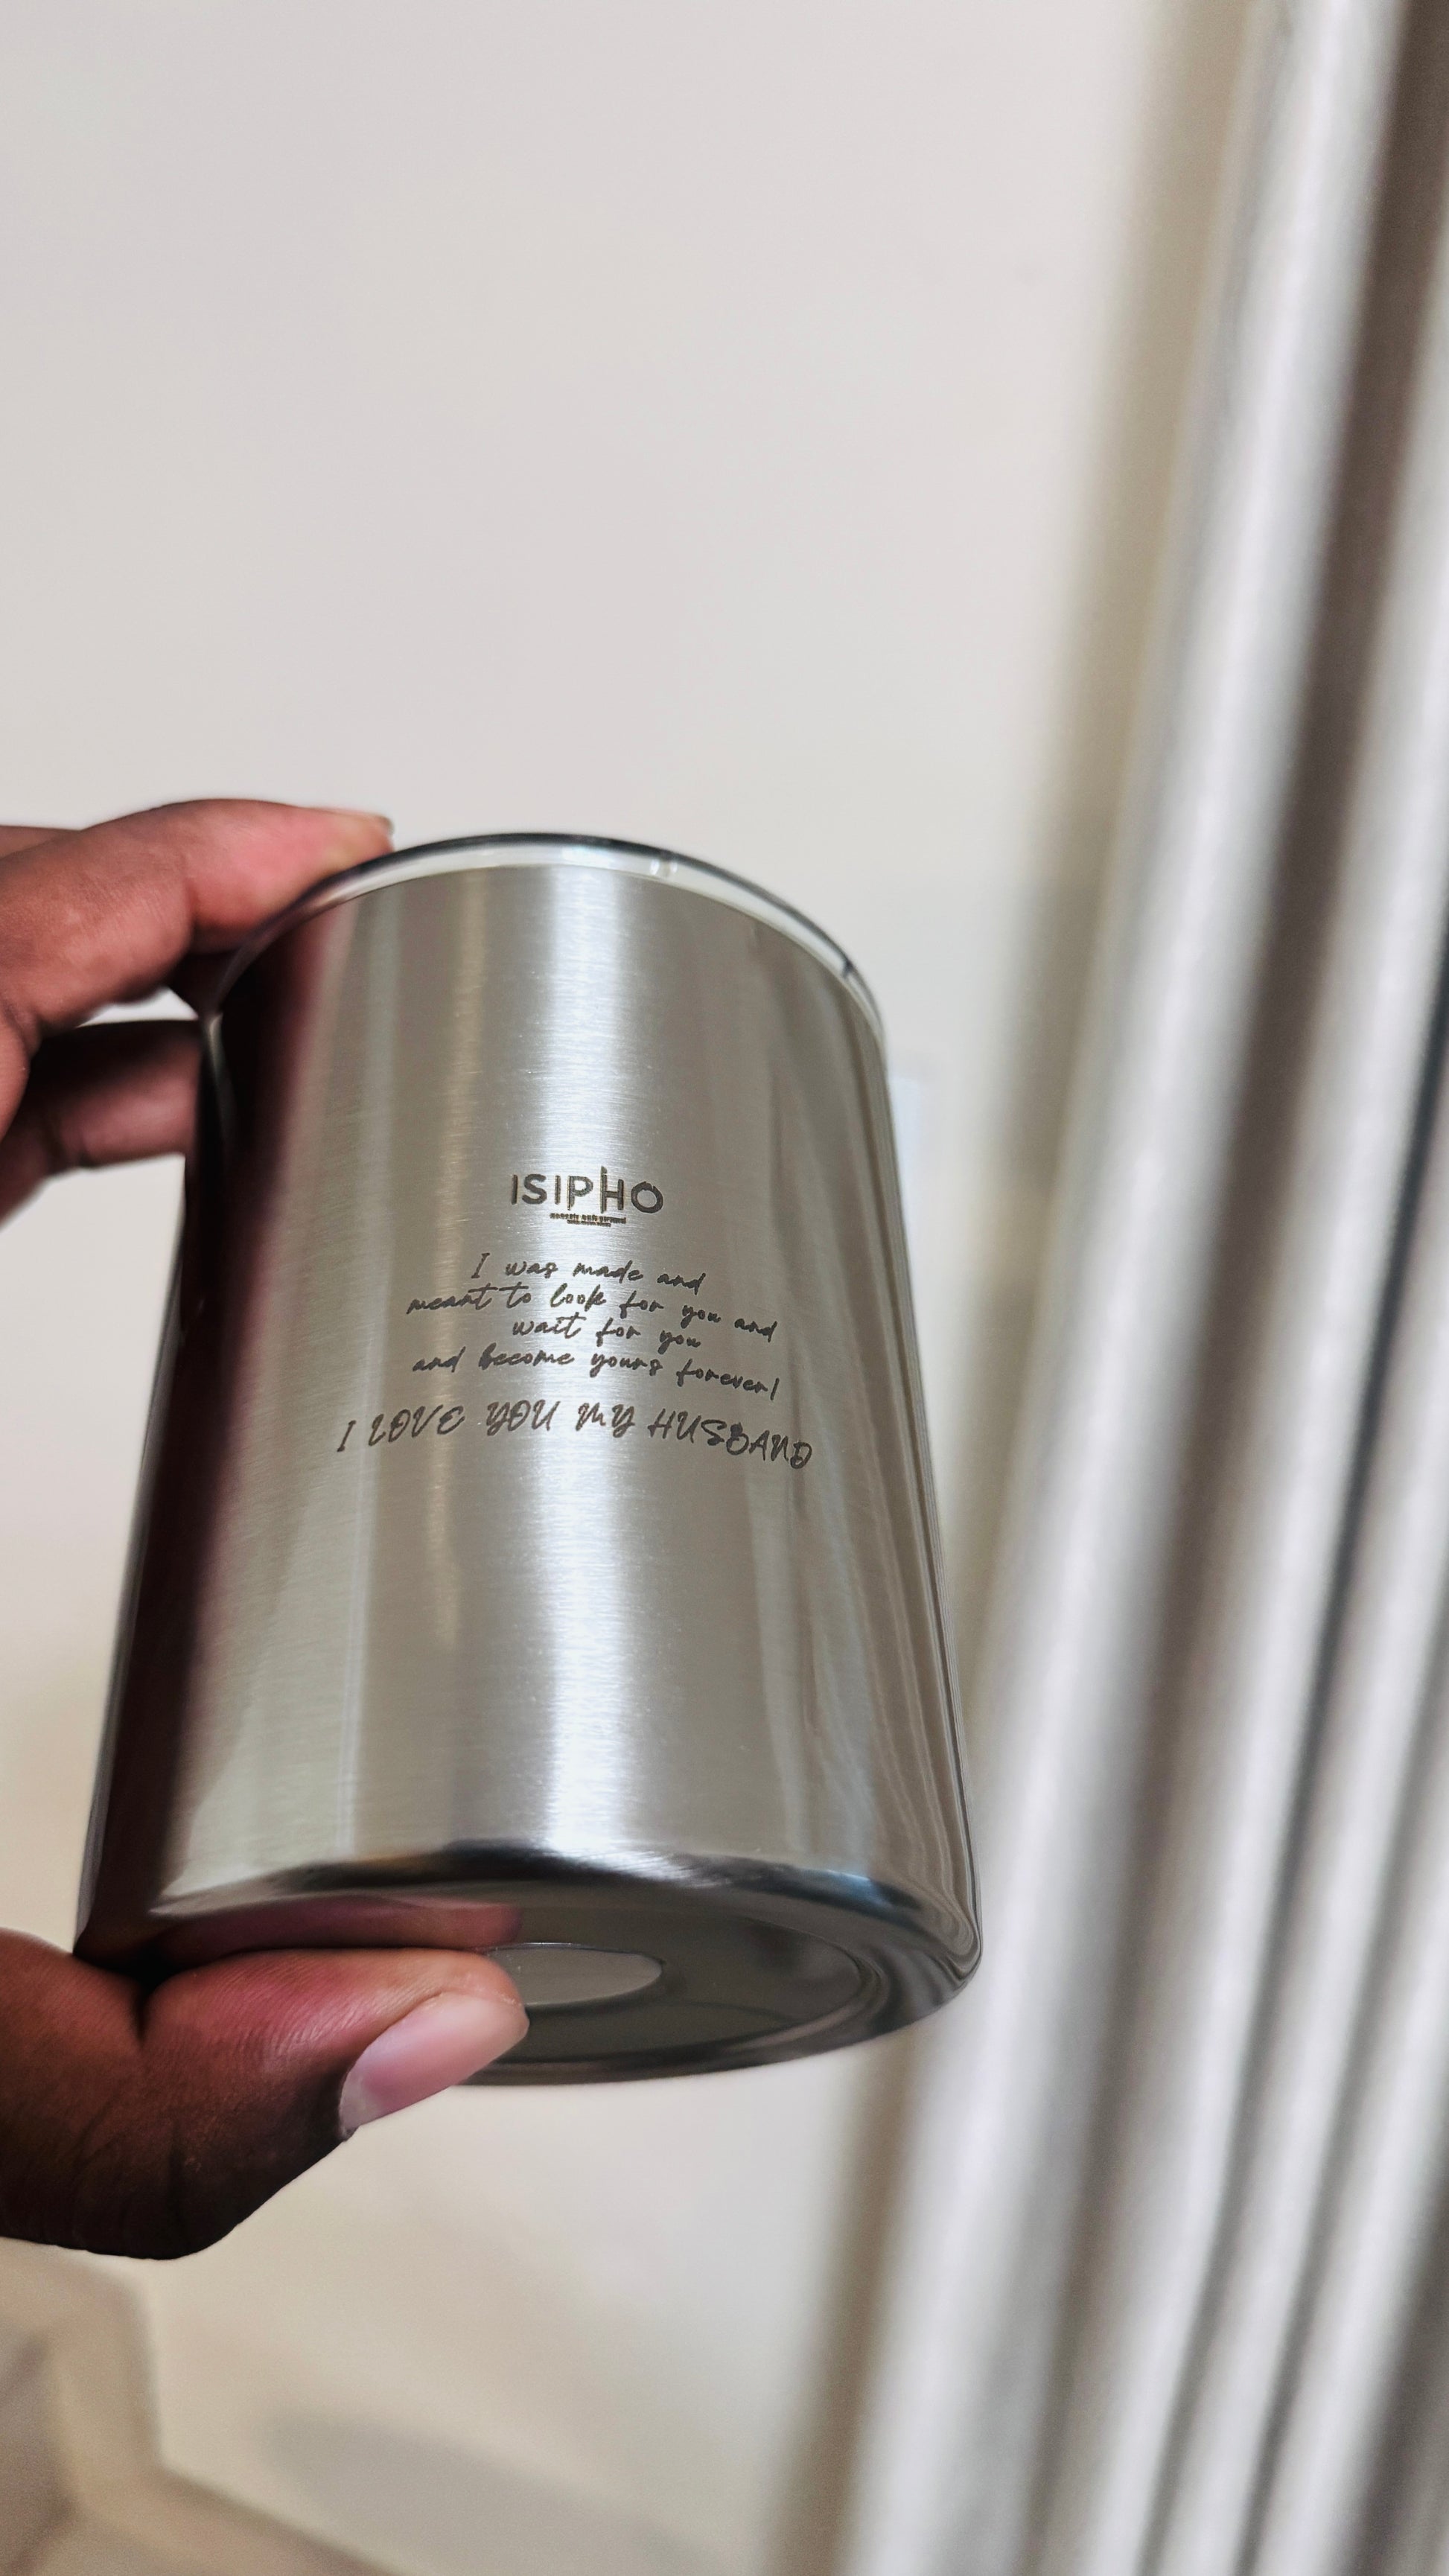 ISIPHO
I was made and
meant to look for you and
wait for you
and become yours forever!
I LOVE YOU MY HUSBAND